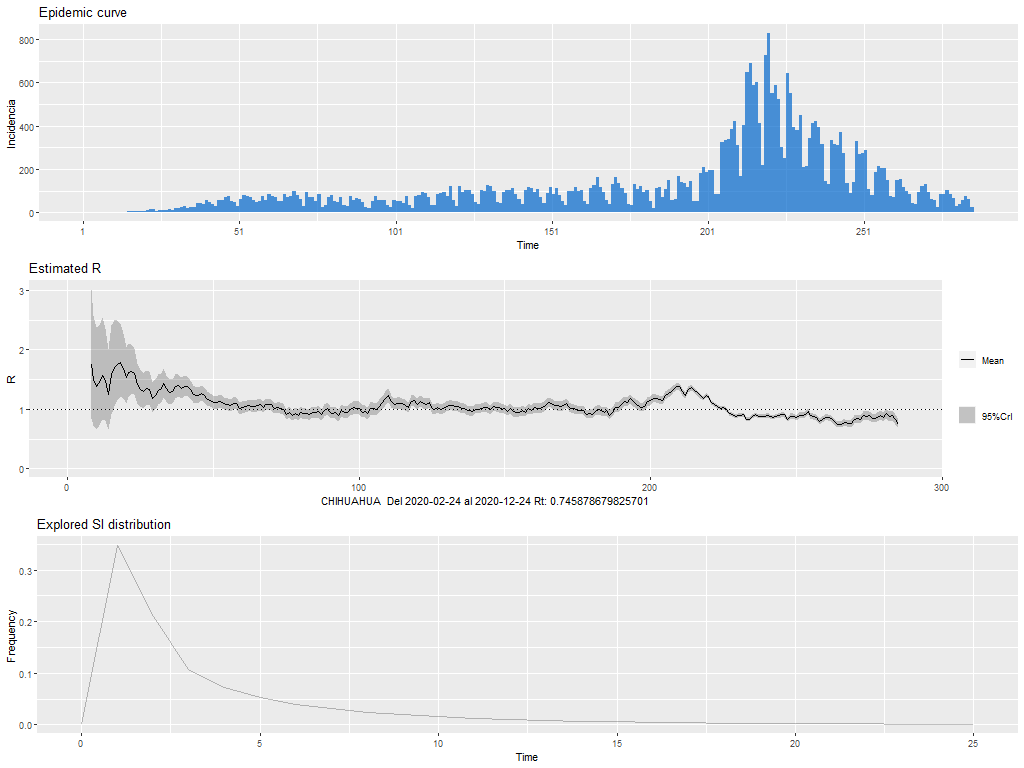 Epidemic curve
800
600
400
200
0
Incidencia
1 51 101 151 201 251
Time
Estimated R
3
2
1
0
R
0 100 200 300
CHIHUAHUA Del 2020-02-24 al 2020-12-24 Rt: 0.745878679825701
Mean
95%CrI
Explored SI distribution
0.3
0.2
0.1
0.0
Frequency
0 5 10 15 20 25
Time